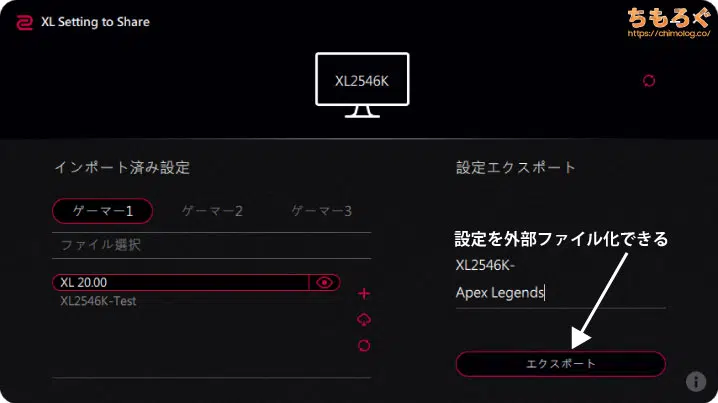 XL Setting to Share
ちもろぐ
https://chimolog.co/
XL2546K
インポート済み設定
ゲーマー1
ゲーマー2
ゲーマー3
ファイル選択
XL 20.00
XL2546K-Test
設定エクスポート
設定を外部ファイル化できる
XL2546K-
Apex Legends
エクスポート